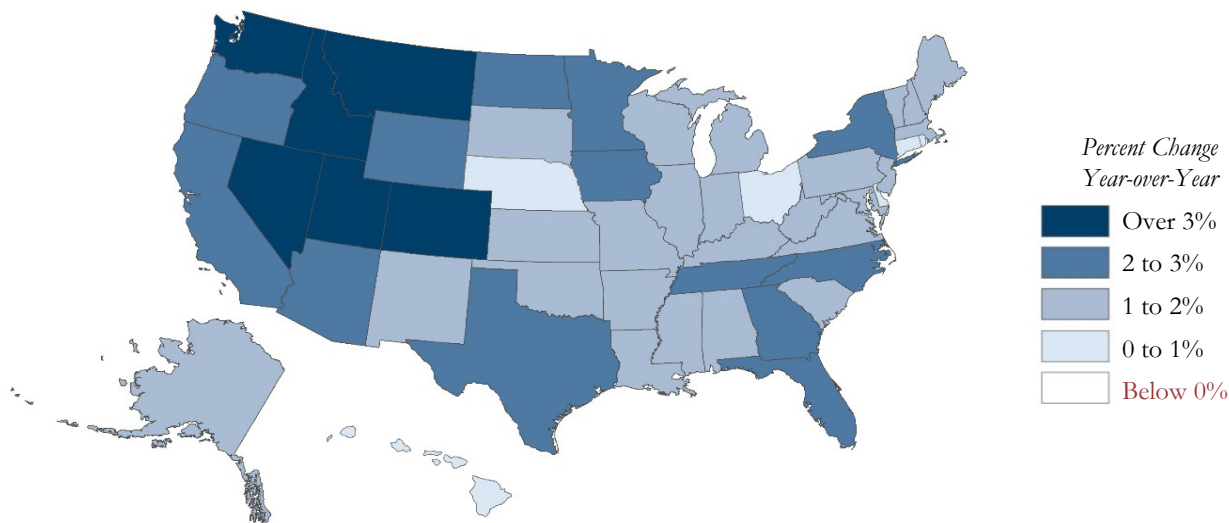 Percent Change
Year-over-Year
Over 3%
2 to 3%
1 to 2%
0 to 1%
Below 0%